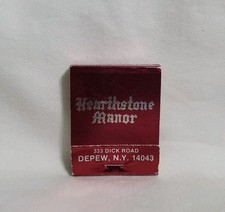 Hearthstone
Manor
333 DICK ROAD
DEPEW, N.Y. 14043